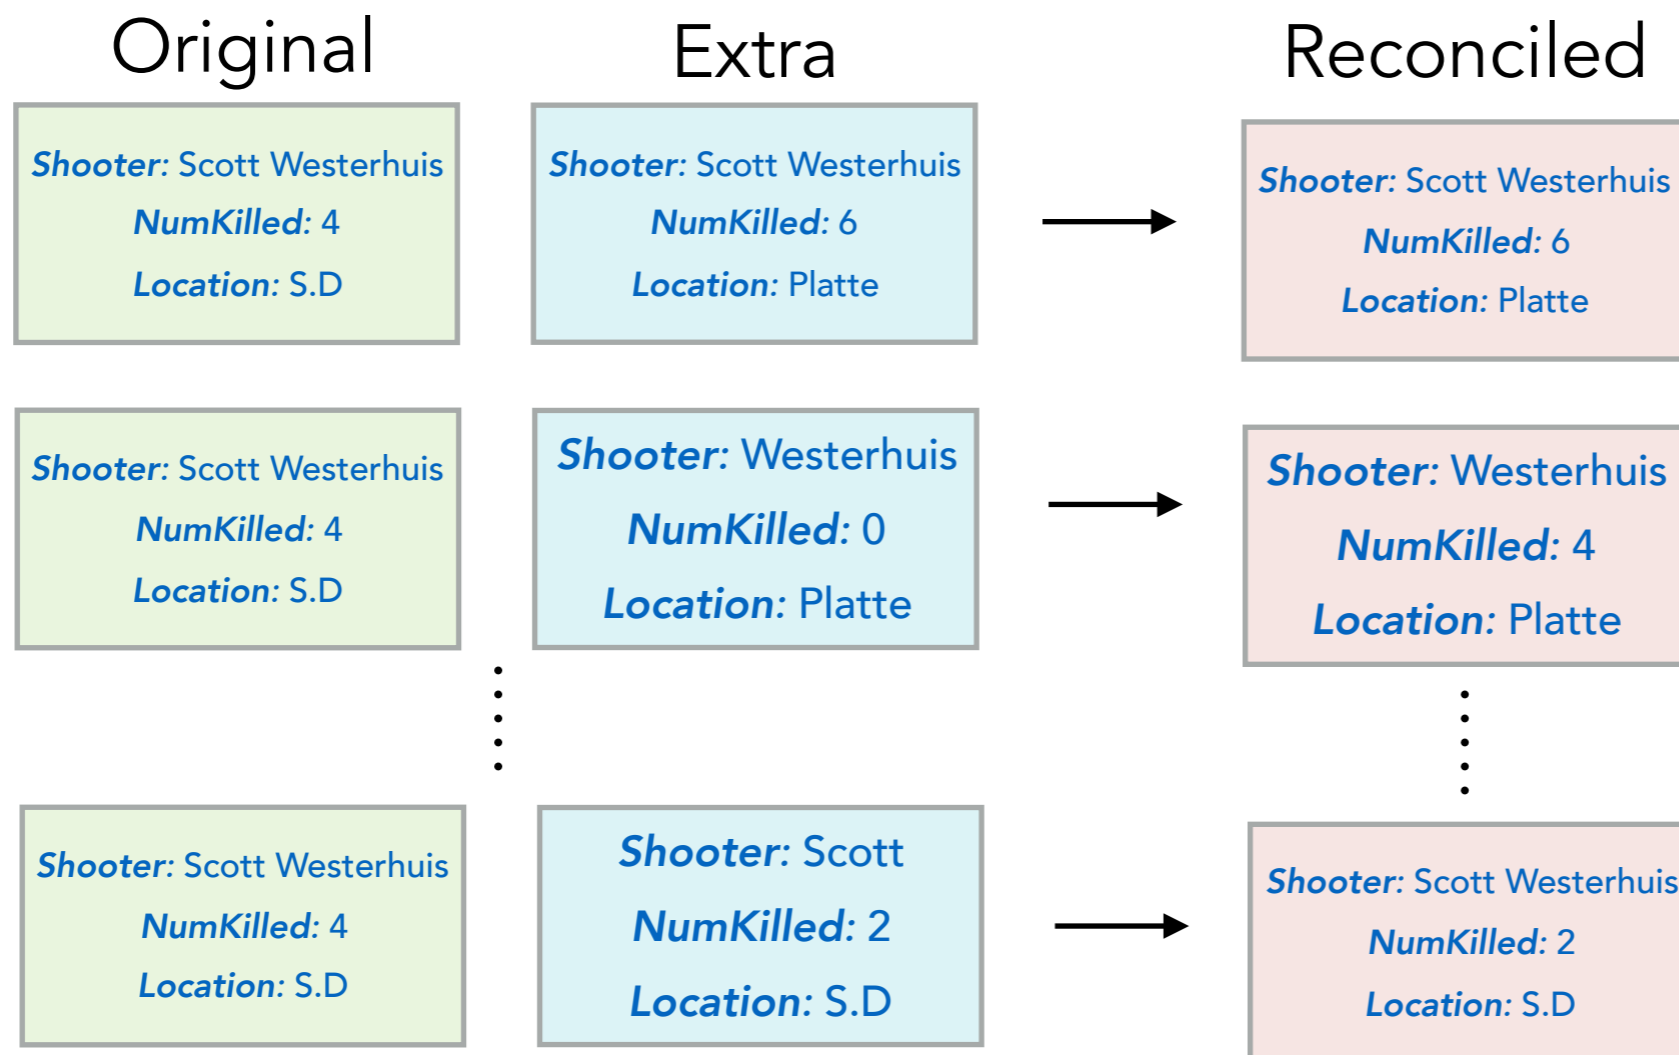 Original
Extra
Reconciled
Shooter: Scott Westerhuis
NumKilled: 4
Location: S.D
Shooter: Scott Westerhuis
NumKilled: 6
Location: Platte
Shooter: Scott Westerhuis
NumKilled: 6
Location: Platte
Shooter: Scott Westerhuis
NumKilled: 4
Location: S.D
Shooter: Westerhuis
NumKilled: 0
Location: Platte
Shooter: Westerhuis
NumKilled: 4
Location: Platte
Shooter: Scott Westerhuis
NumKilled: 4
Location: S.D
Shooter: Scott
NumKilled: 2
Location: S.D
Shooter: Scott Westerhuis
NumKilled: 2
Location: S.D